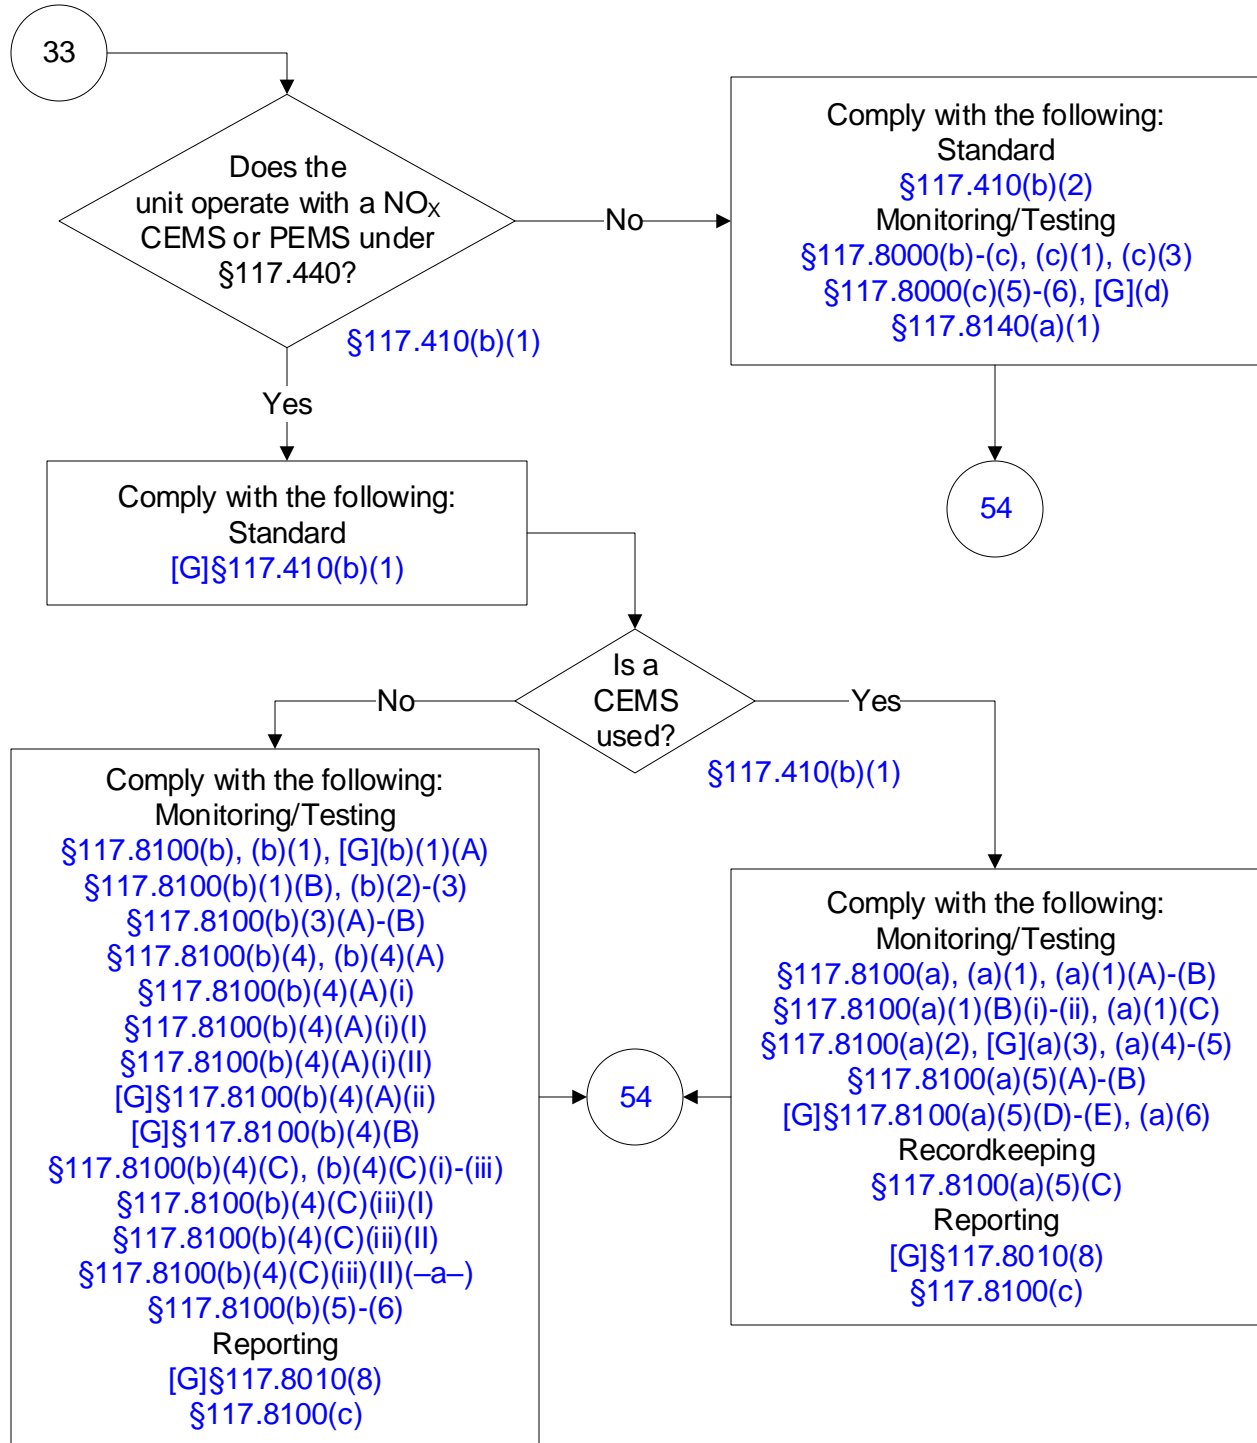 33
Does the
unit operate with a NOX
CEMS or PEMS under
§117.440?
§117.410(b)(1)
No
Comply with the following:
Standard
§117.410(b)(2)
Monitoring/Testing
§117.8000(b)-(c), (c)(1), (c)(3)
§117.8000(c)(5)-(6), [G](d)
§117.8140(a)(1)
54
Yes
Comply with the following:
Standard
[G]§117.410(b)(1)
Is a
CEMS
used?
§117.410(b)(1)
No
Comply with the following:
Monitoring/Testing
§117.8100(b), (b)(1), [G](b)(1)(A)
§117.8100(b)(1)(B), (b)(2)-(3)
§117.8100(b)(3)(A)-(B)
§117.8100(b)(4), (b)(4)(A)
§117.8100(b)(4)(A)(i)
§117.8100(b)(4)(A)(i)(I)
§117.8100(b)(4)(A)(i)(II)
[G]§117.8100(b)(4)(A)(ii)
[G]§117.8100(b)(4)(B)
§117.8100(b)(4)(C), (b)(4)(C)(i)-(iii)
§117.8100(b)(4)(C)(iii)(I)
§117.8100(b)(4)(C)(iii)(II)
§117.8100(b)(4)(C)(iii)(II)(–a–)
§117.8100(b)(5)-(6)
Reporting
[G]§117.8010(8)
§117.8100(c)
Yes
Comply with the following:
Monitoring/Testing
§117.8100(a), (a)(1), (a)(1)(A)-(B)
§117.8100(a)(1)(B)(i)-(ii), (a)(1)(C)
§117.8100(a)(2), [G](a)(3), (a)(4)-(5)
§117.8100(a)(5)(A)-(B)
[G]§117.8100(a)(5)(D)-(E), (a)(6)
Recordkeeping
§117.8100(a)(5)(C)
Reporting
[G]§117.8010(8)
§117.8100(c)
54